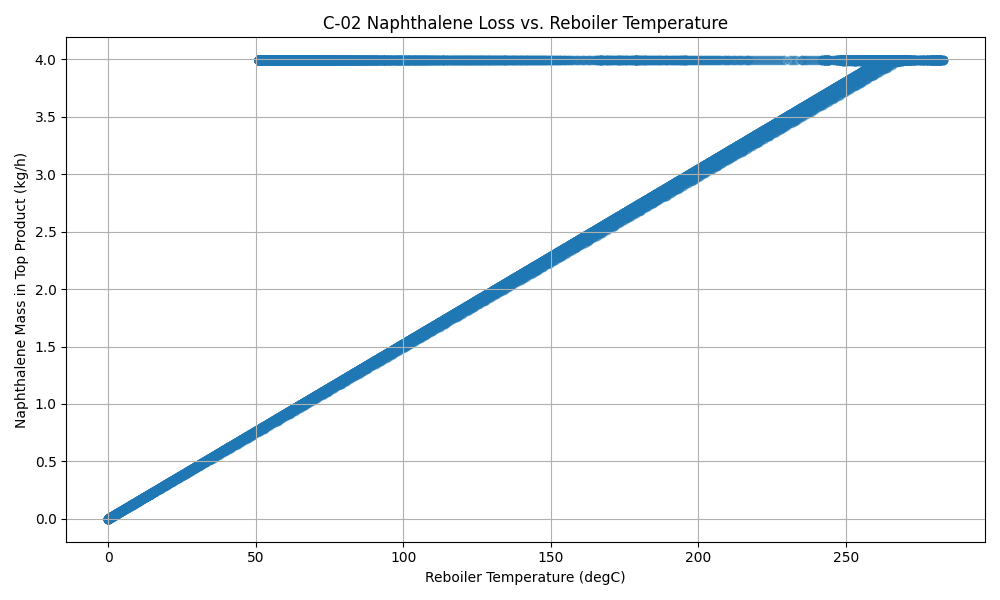 C-02 Naphthalene Loss vs. Reboiler Temperature
Naphthalene Mass in Top Product (kg/h)
4.0
3.5
3.0
2.5
2.0
1.5
1.0
0.5
0.0
0 50 100 150 200 250
Reboiler Temperature (degC)